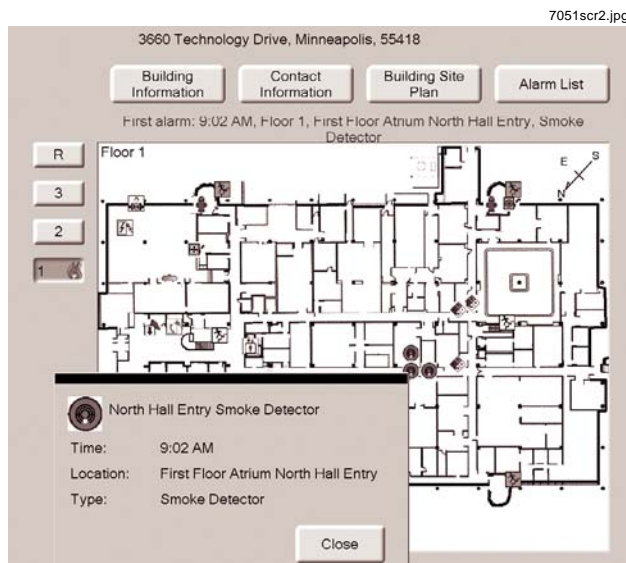 7051scr2.jpg
3660 Technology Drive, Minneapolis, 55418
Building
Information
Contact
Information
Building Site
Plan
Alarm List
First alarm: 9:02 AM, Floor 1, First Floor Atrium North Hall Entry, Smoke
Detector
R
3
2
1
Floor 1
E
S
N
North Hall Entry Smoke Detector
Time: 9:02 AM
Location: First Floor Atrium North Hall Entry
Type: Smoke Detector
Close